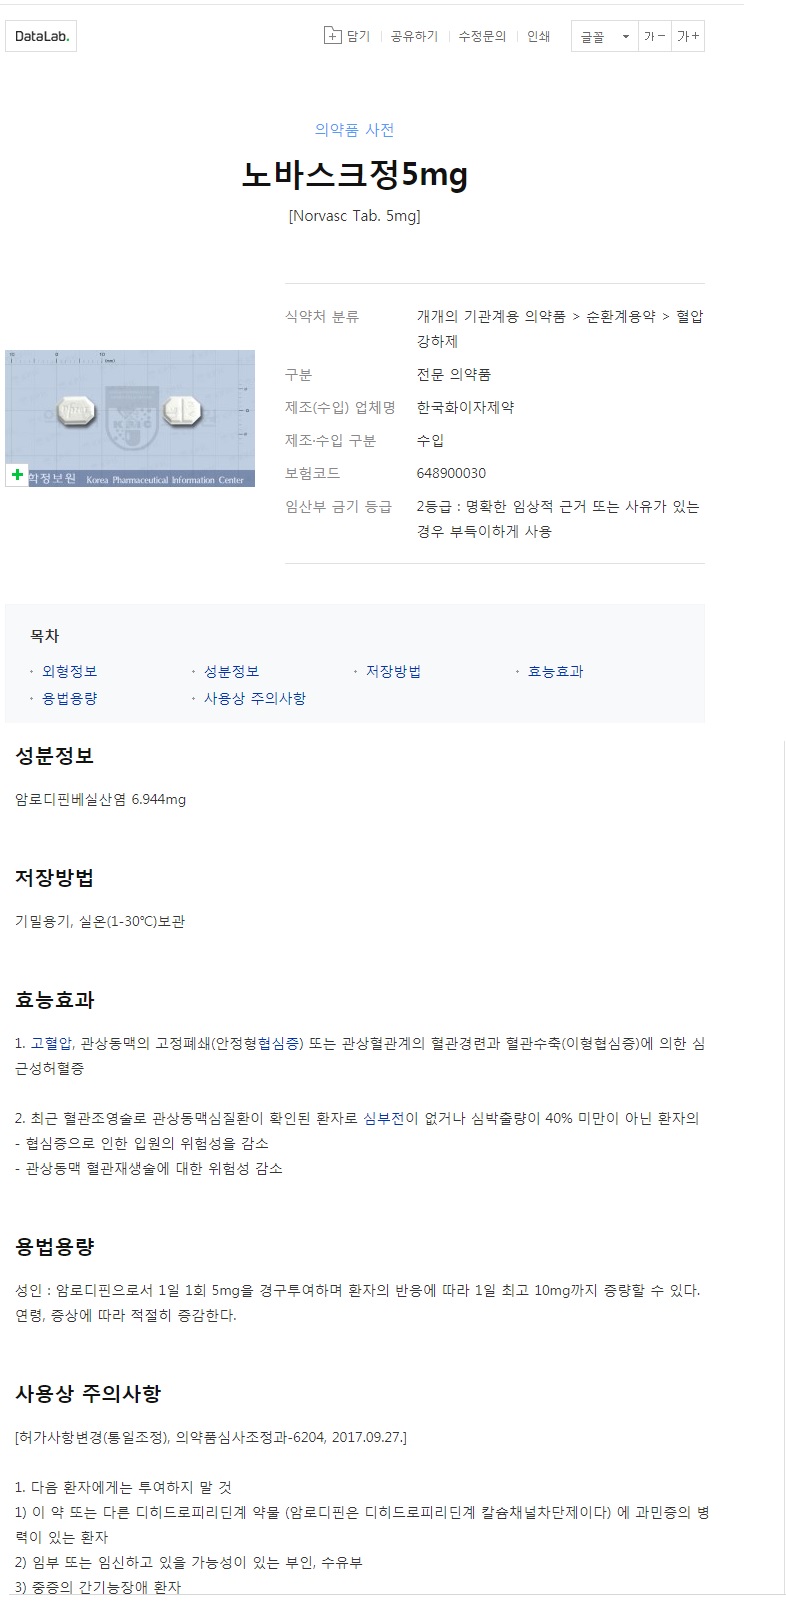 DataLab.
담기 공유하기 수정문의 인쇄 글꼴 가- 가+
의약품 사전
노바스크정5mg
[Norvasc Tab. 5mg]
식약처 분류 개개의 기관계용 의약품 > 순환계용약 > 혈압
강하제
구분 전문 의약품
제조(수입) 업체명 한국화이자제약
제조·수입 구분 수입
보험코드 648900030
임산부 금기 등급 2등급 : 명확한 임상적 근거 또는 사유가 있는
경우 부득이하게 사용
학정보원 Korea Pharmaceutical Information Center
목차
외형정보 성분정보 저장방법 효능효과
용법용량 사용상 주의사항
성분정보
암로디핀베실산염 6.944mg
저장방법
기밀용기, 실온(1-30℃)보관
효능효과
1. 고혈압, 관상동맥의 고정폐쇄(안정형협심증) 또는 관상혈관계의 혈관경련과 혈관수축(이형협심증)에 의한 심
근성허혈증
2. 최근 혈관조영술로 관상동맥심질환이 확인된 환자로 심부전이 없거나 심박출량이 40% 미만이 아닌 환자의
- 협심증으로 인한 입원의 위험성을 감소
- 관상동맥 혈관재생술에 대한 위험성 감소
용법용량
성인 : 암로디핀으로서 1일 1회 5mg을 경구투여하며 환자의 반응에 따라 1일 최고 10mg까지 증량할 수 있다.
연령, 증상에 따라 적절히 증감한다.
사용상 주의사항
[허가사항변경(통일조정), 의약품심사조정과-6204, 2017.09.27.]
1. 다음 환자에게는 투여하지 말 것
1) 이 약 또는 다른 디히드로피리딘계 약물 (암로디핀은 디히드로피리딘계 칼슘채널차단제이다) 에 과민증의 병
력이 있는 환자
2) 임부 또는 임신하고 있을 가능성이 있는 부인, 수유부
3) 중증의 간기능장애 환자